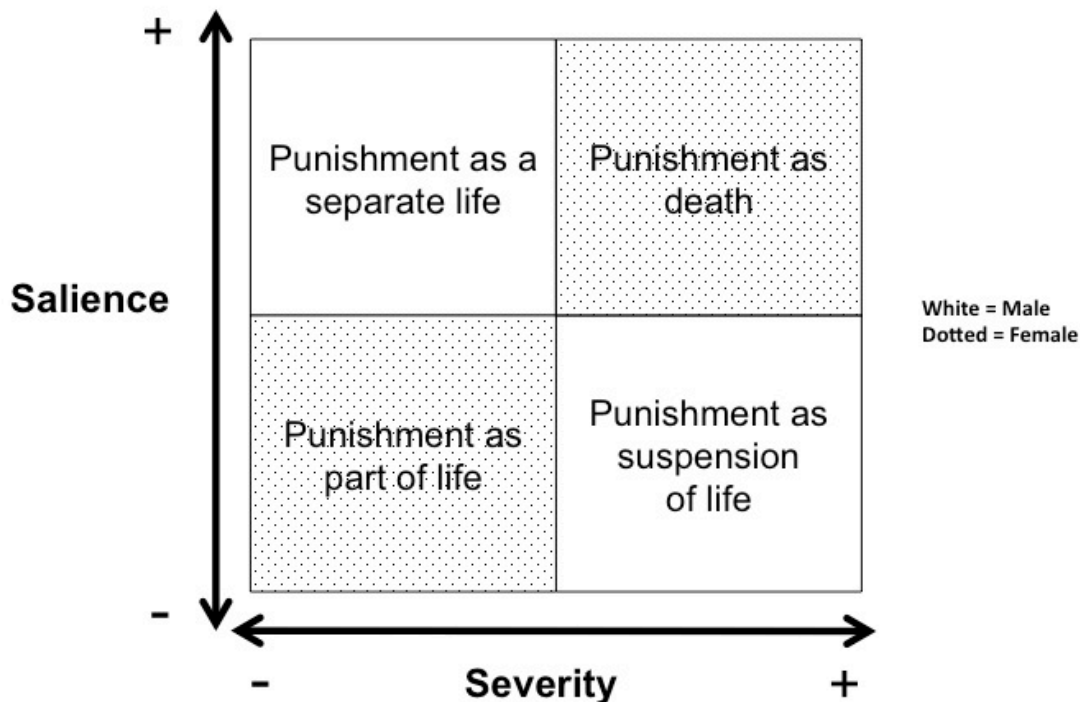 +
Punishment as a
separate life
Punishment as
death
Salience
White = Male
Dotted = Female
Punishment as
part of life
Punishment as
suspension
of life
-
- Severity +